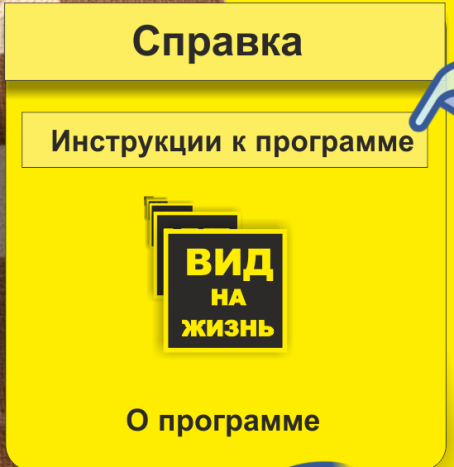 Справка
Инструкции к программе
ВИД
НА
ЖИЗНЬ
О программе